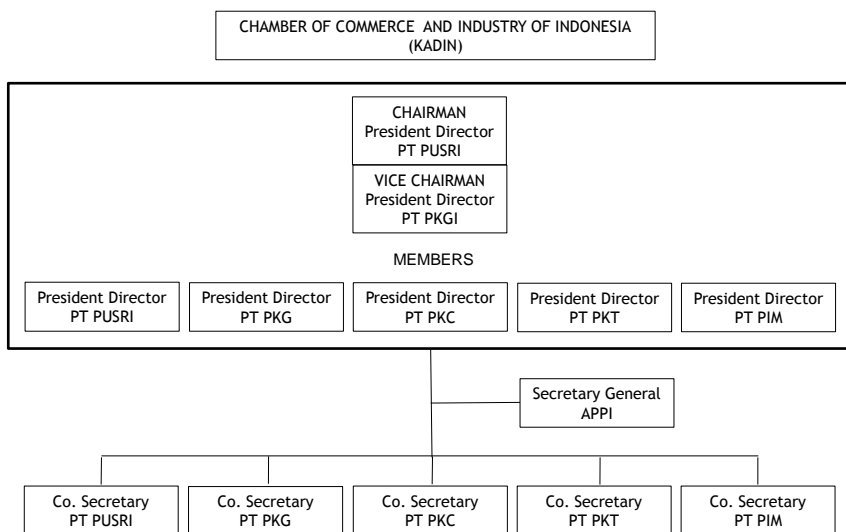 CHAMBER OF COMMERCE AND INDUSTRY OF INDONESIA
(KADIN)
CHAIRMAN
President Director
PT PUSRI
VICE CHAIRMAN
President Director
PT PKGI
MEMBERS
President Director
PT PUSRI
President Director
PT PKG
President Director
PT PKC
President Director
PT PKT
President Director
PT PIM
Secretary General
APPI
Co. Secretary
PT PUSRI
Co. Secretary
PT PKG
Co. Secretary
PT PKC
Co. Secretary
PT PKT
Co. Secretary
PT PIM